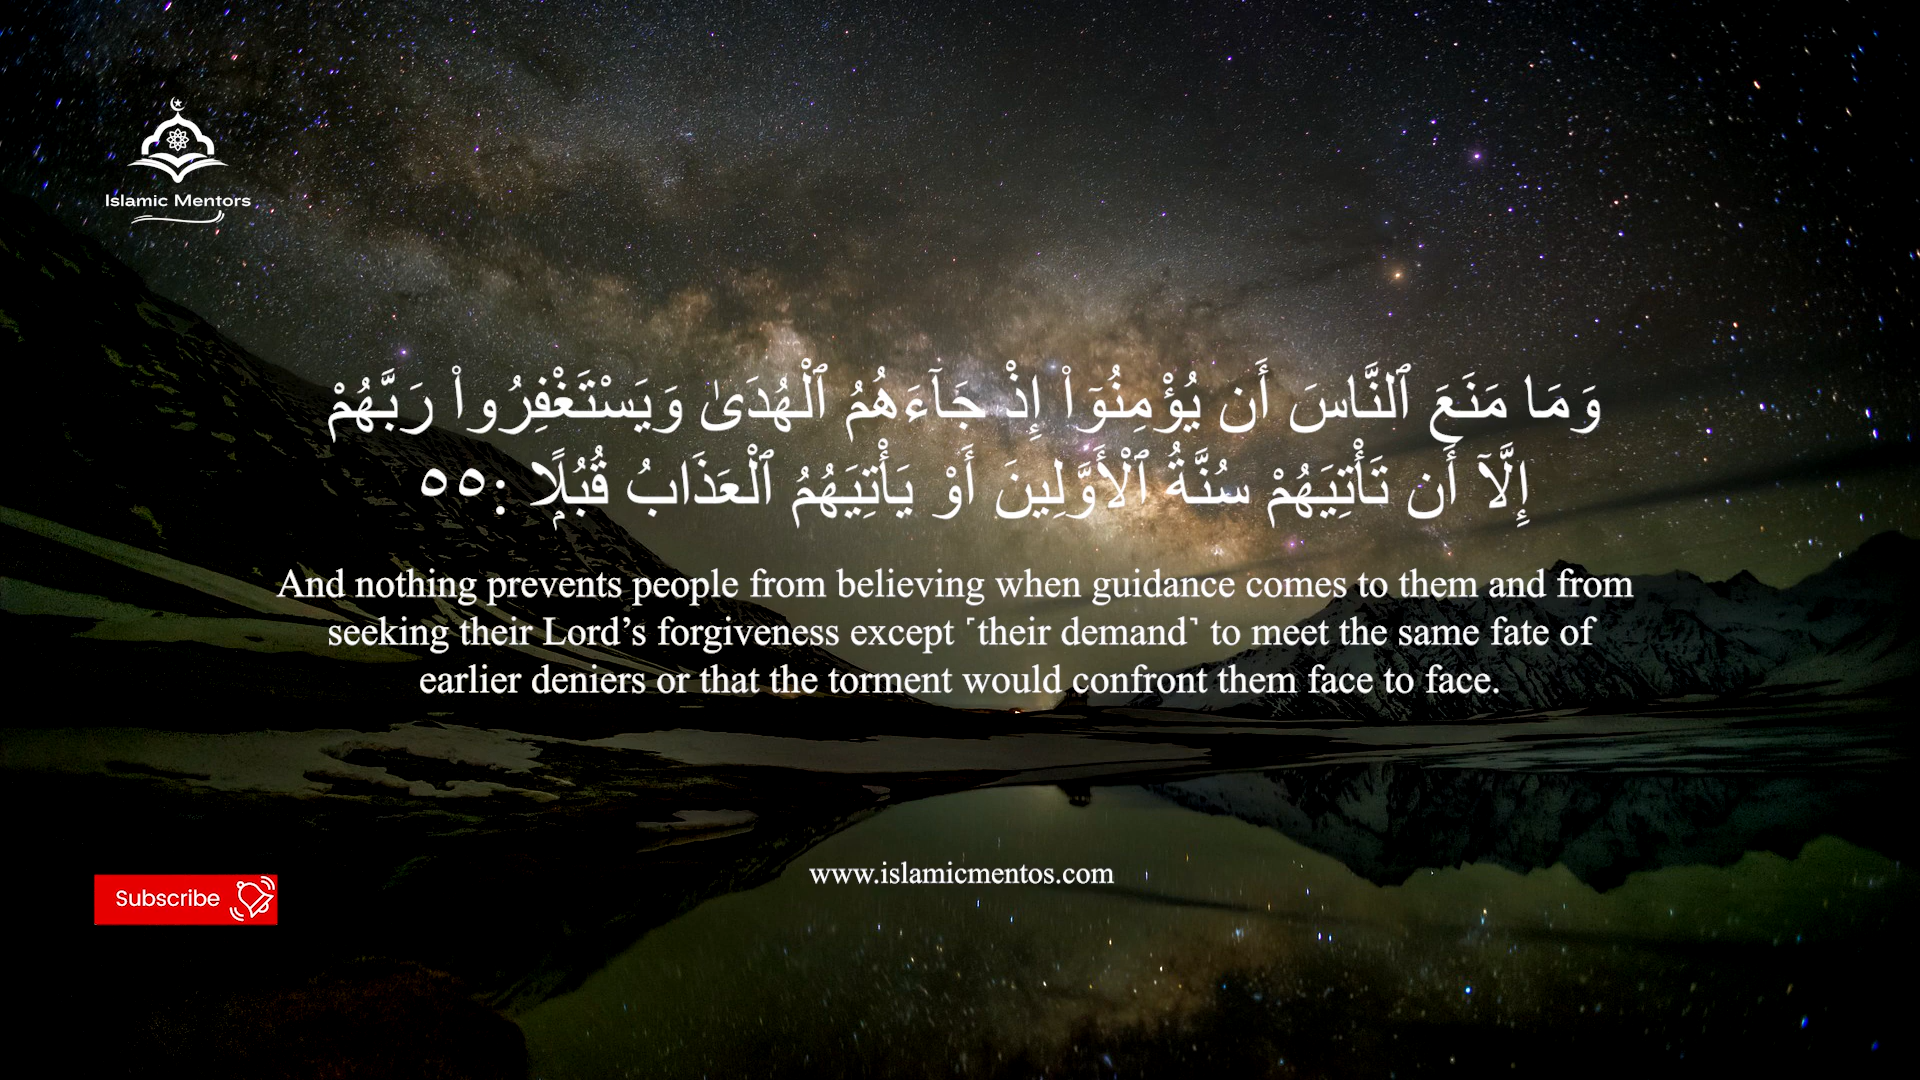 Islamic Mentors
وَمَا مَنَعَ ٱلنَّاسَ أَن يُؤْمِنُوٓا۟ إِذْ جَآءَهُمُ ٱلْهُدَىٰ وَيَسْتَغْفِرُوا۟ رَبَّهُمْ
إِلَّآ أَن تَأْتِيَهُمْ سُنَّةُ ٱلْأَوَّلِينَ أَوْ يَأْتِيَهُمُ ٱلْعَذَابُ قُبُلًۭا ٥٥
And nothing prevents people from believing when guidance comes to them and from
seeking their Lord’s forgiveness except ˹their demand˺ to meet the same fate of
earlier deniers or that the torment would confront them face to face.
www.islamicmentos.com
Subscribe